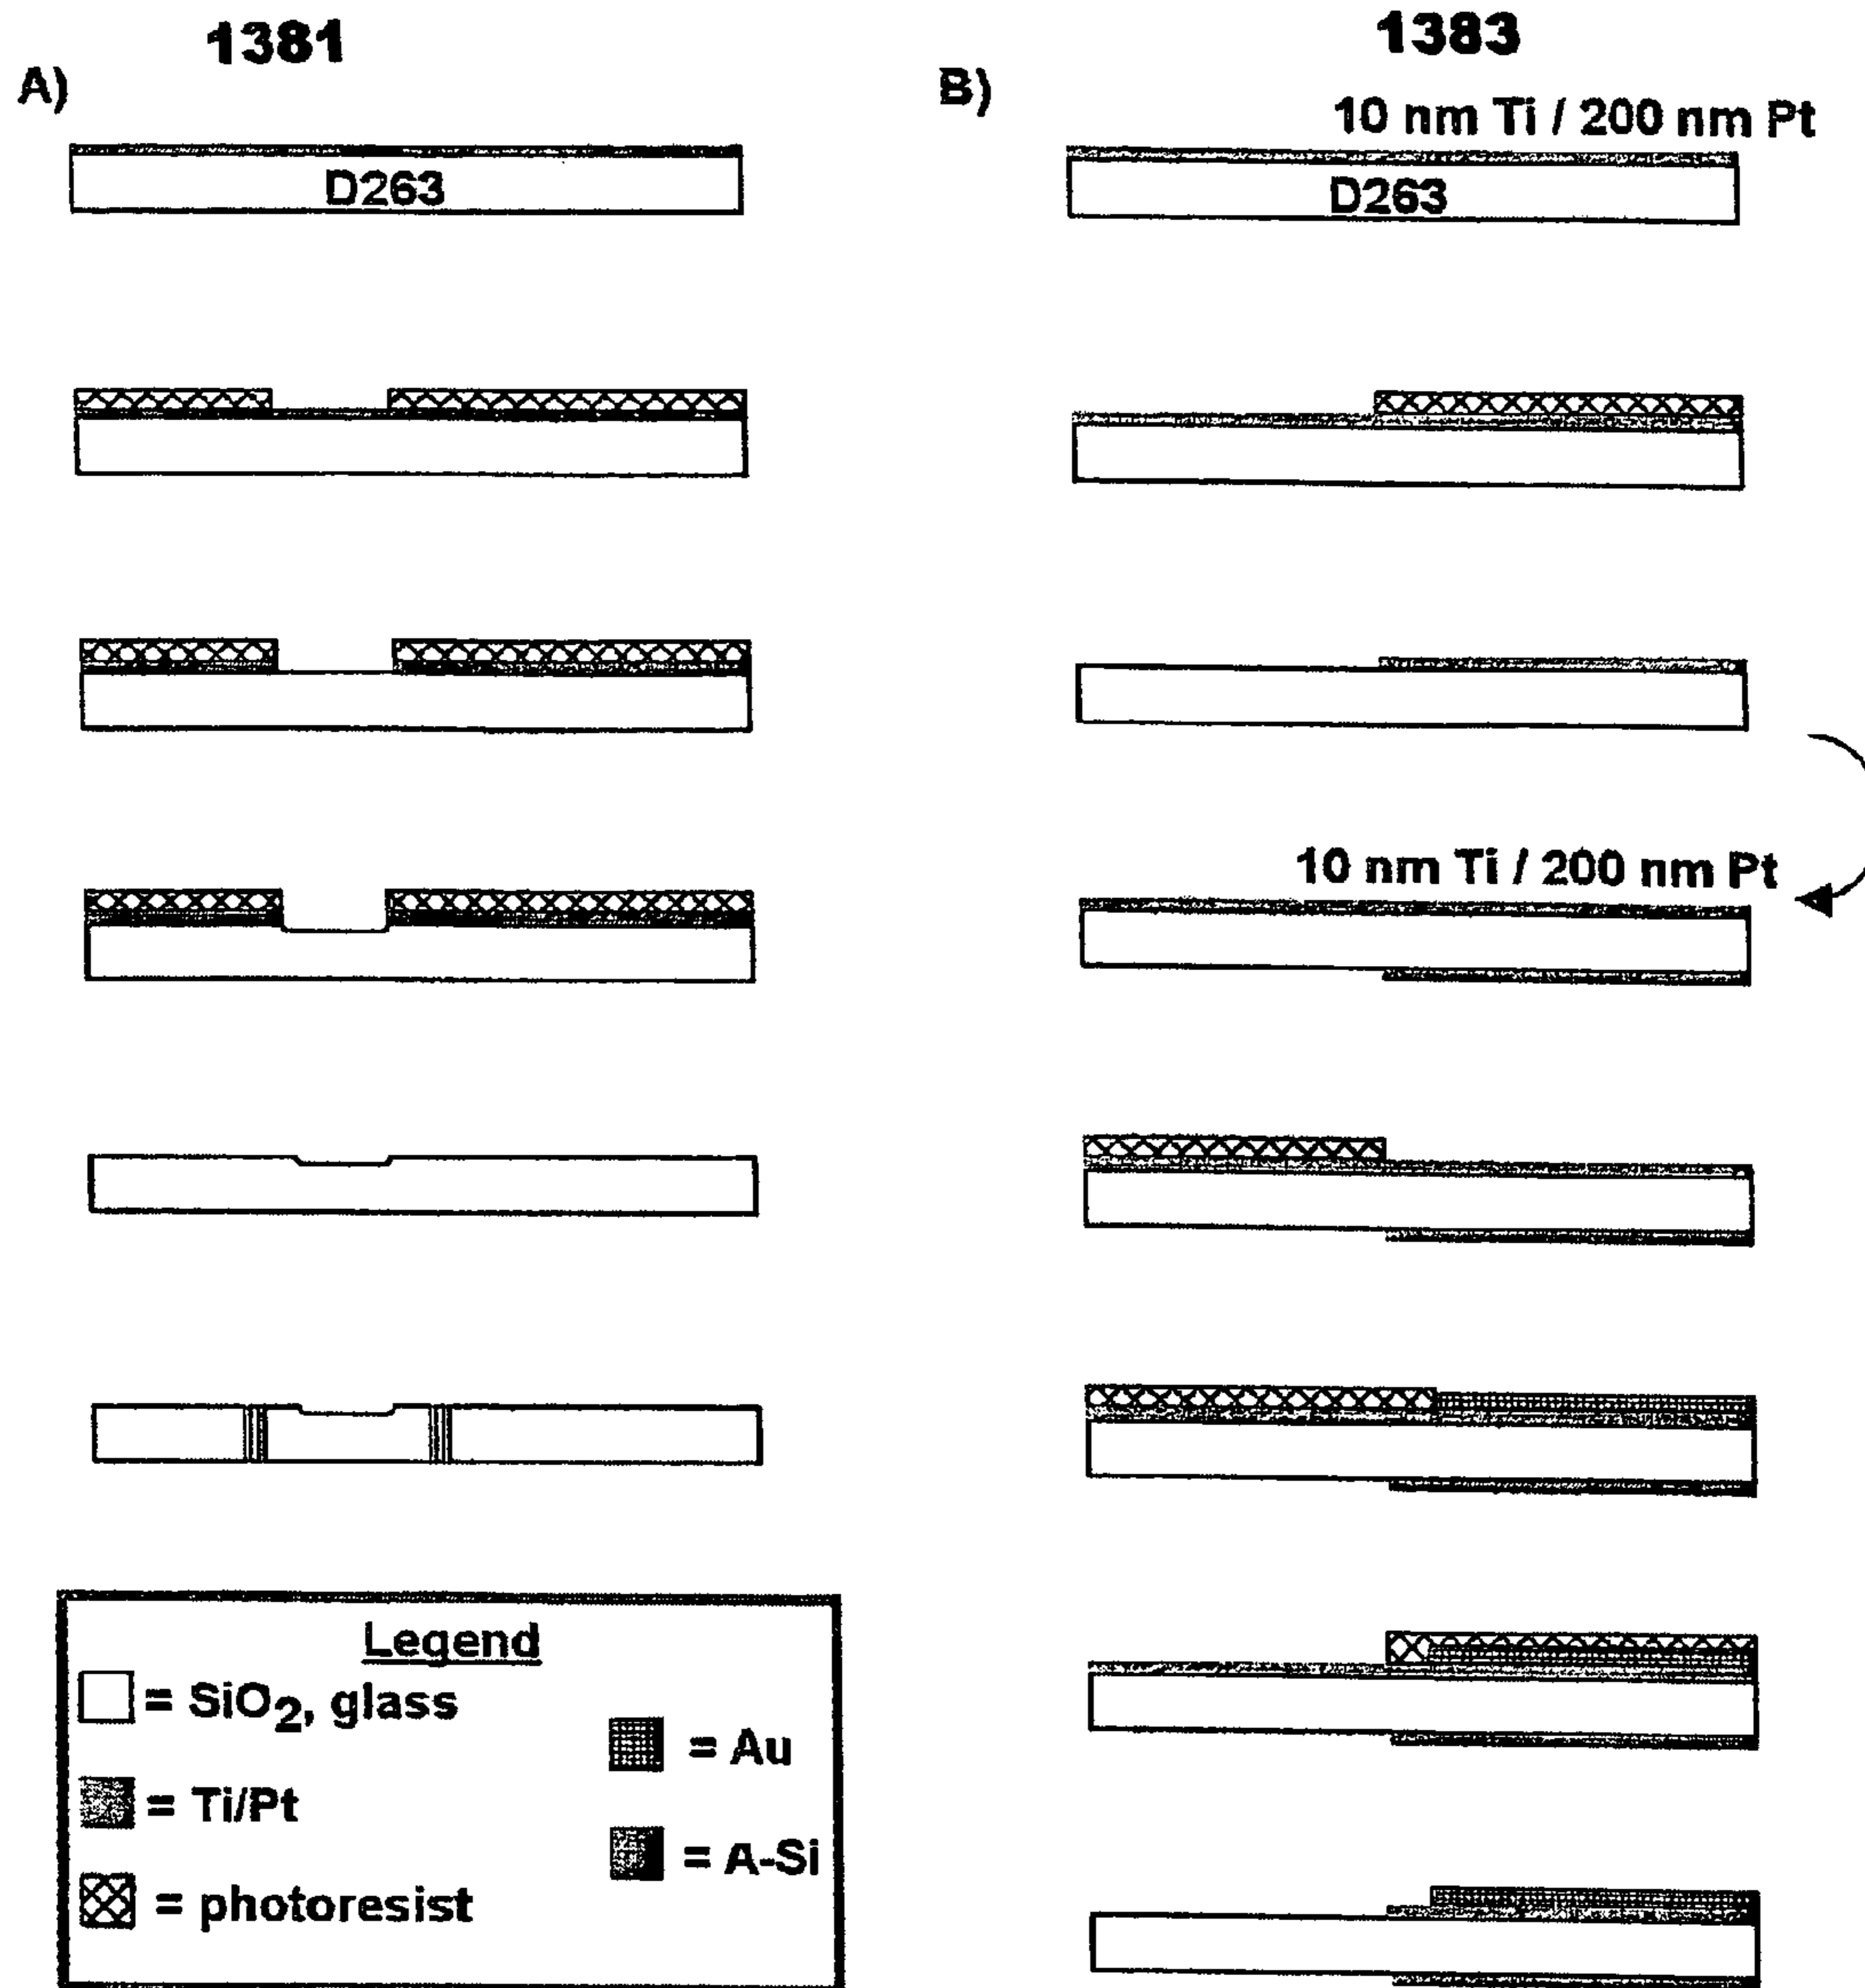 1381
A)
D263
1383
B)
10 nm Ti / 200 nm Pt
D263
10 nm Ti / 200 nm Pt
Legend
= SiO₂, glass
= Ti/Pt
= photoresist
= Au
= A-Si